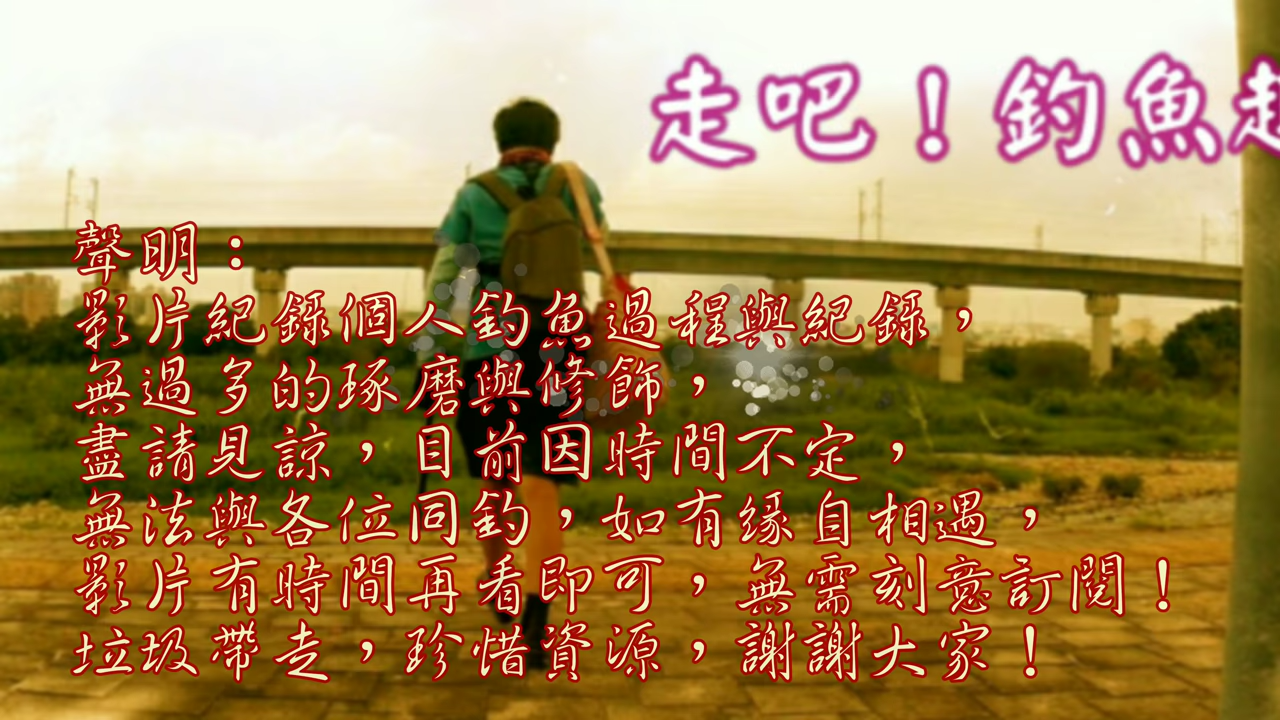 走吧！釣魚
聲明：
影片紀錄個人釣魚過程與紀錄，
無過多的琢磨與修飾，
盡請見諒，目前因時間不定，
無法與各位同釣，如有緣自相遇，
影片有時間再看即可，無需刻意訂閱！
垃圾帶走，珍惜資源，謝謝大家！